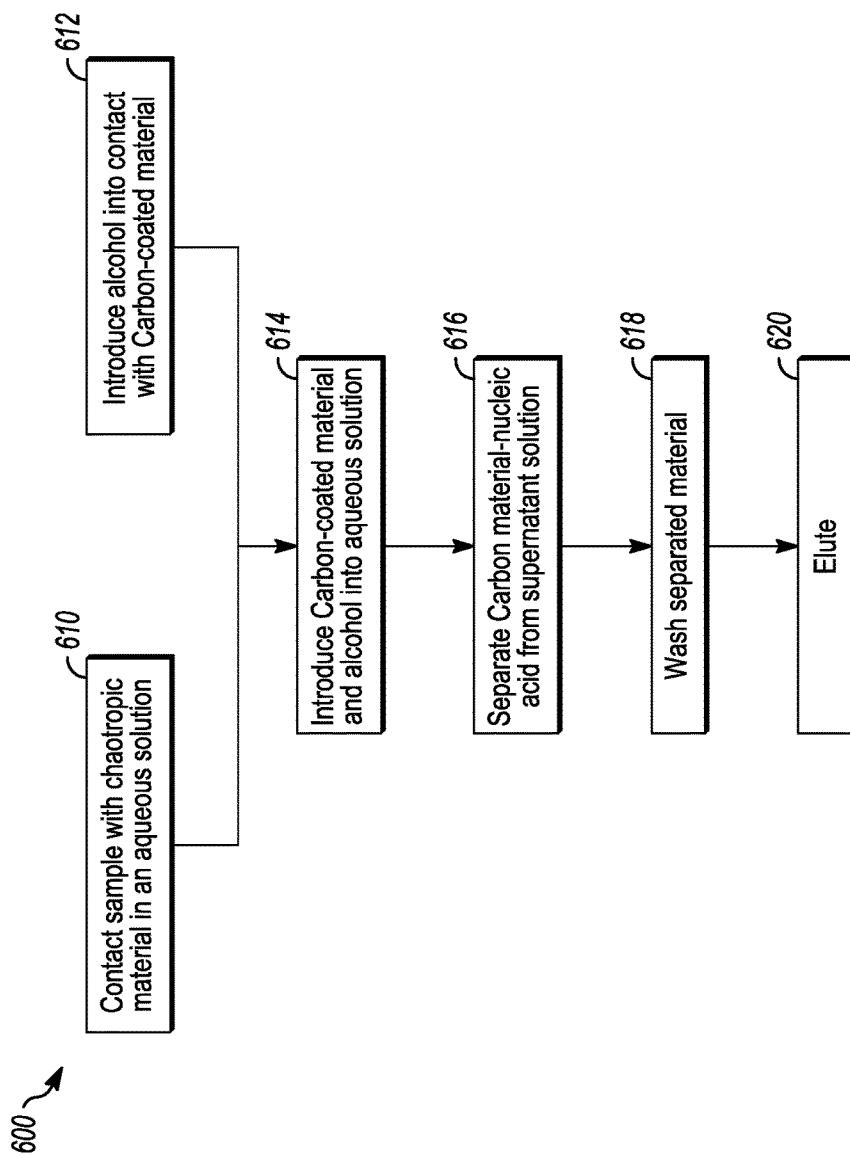 600
610
Contact sample with chaotropic
material in an aqueous solution
612
Introduce alcohol into contact
with Carbon-coated material
614
Introduce Carbon-coated material
and alcohol into aqueous solution
616
Separate Carbon material-nucleic
acid from supernatant solution
618
Wash separated material
620
Elute